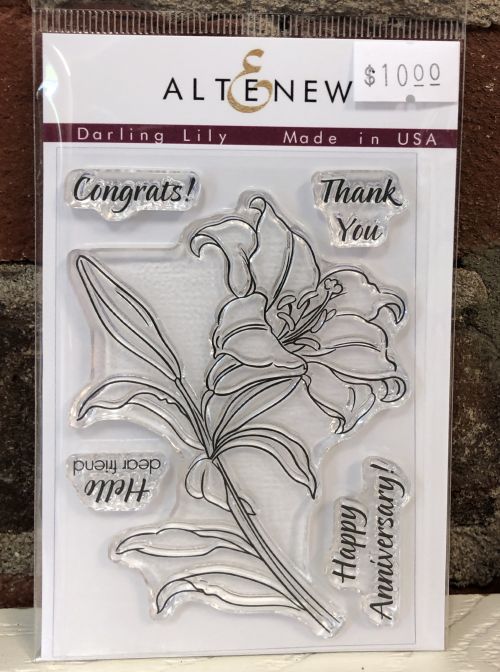 ALTENEW
$10.00
Darling Lily Made in USA
Congrats!
Thank
You
Hello
dear friend
Happy
Anniversary!